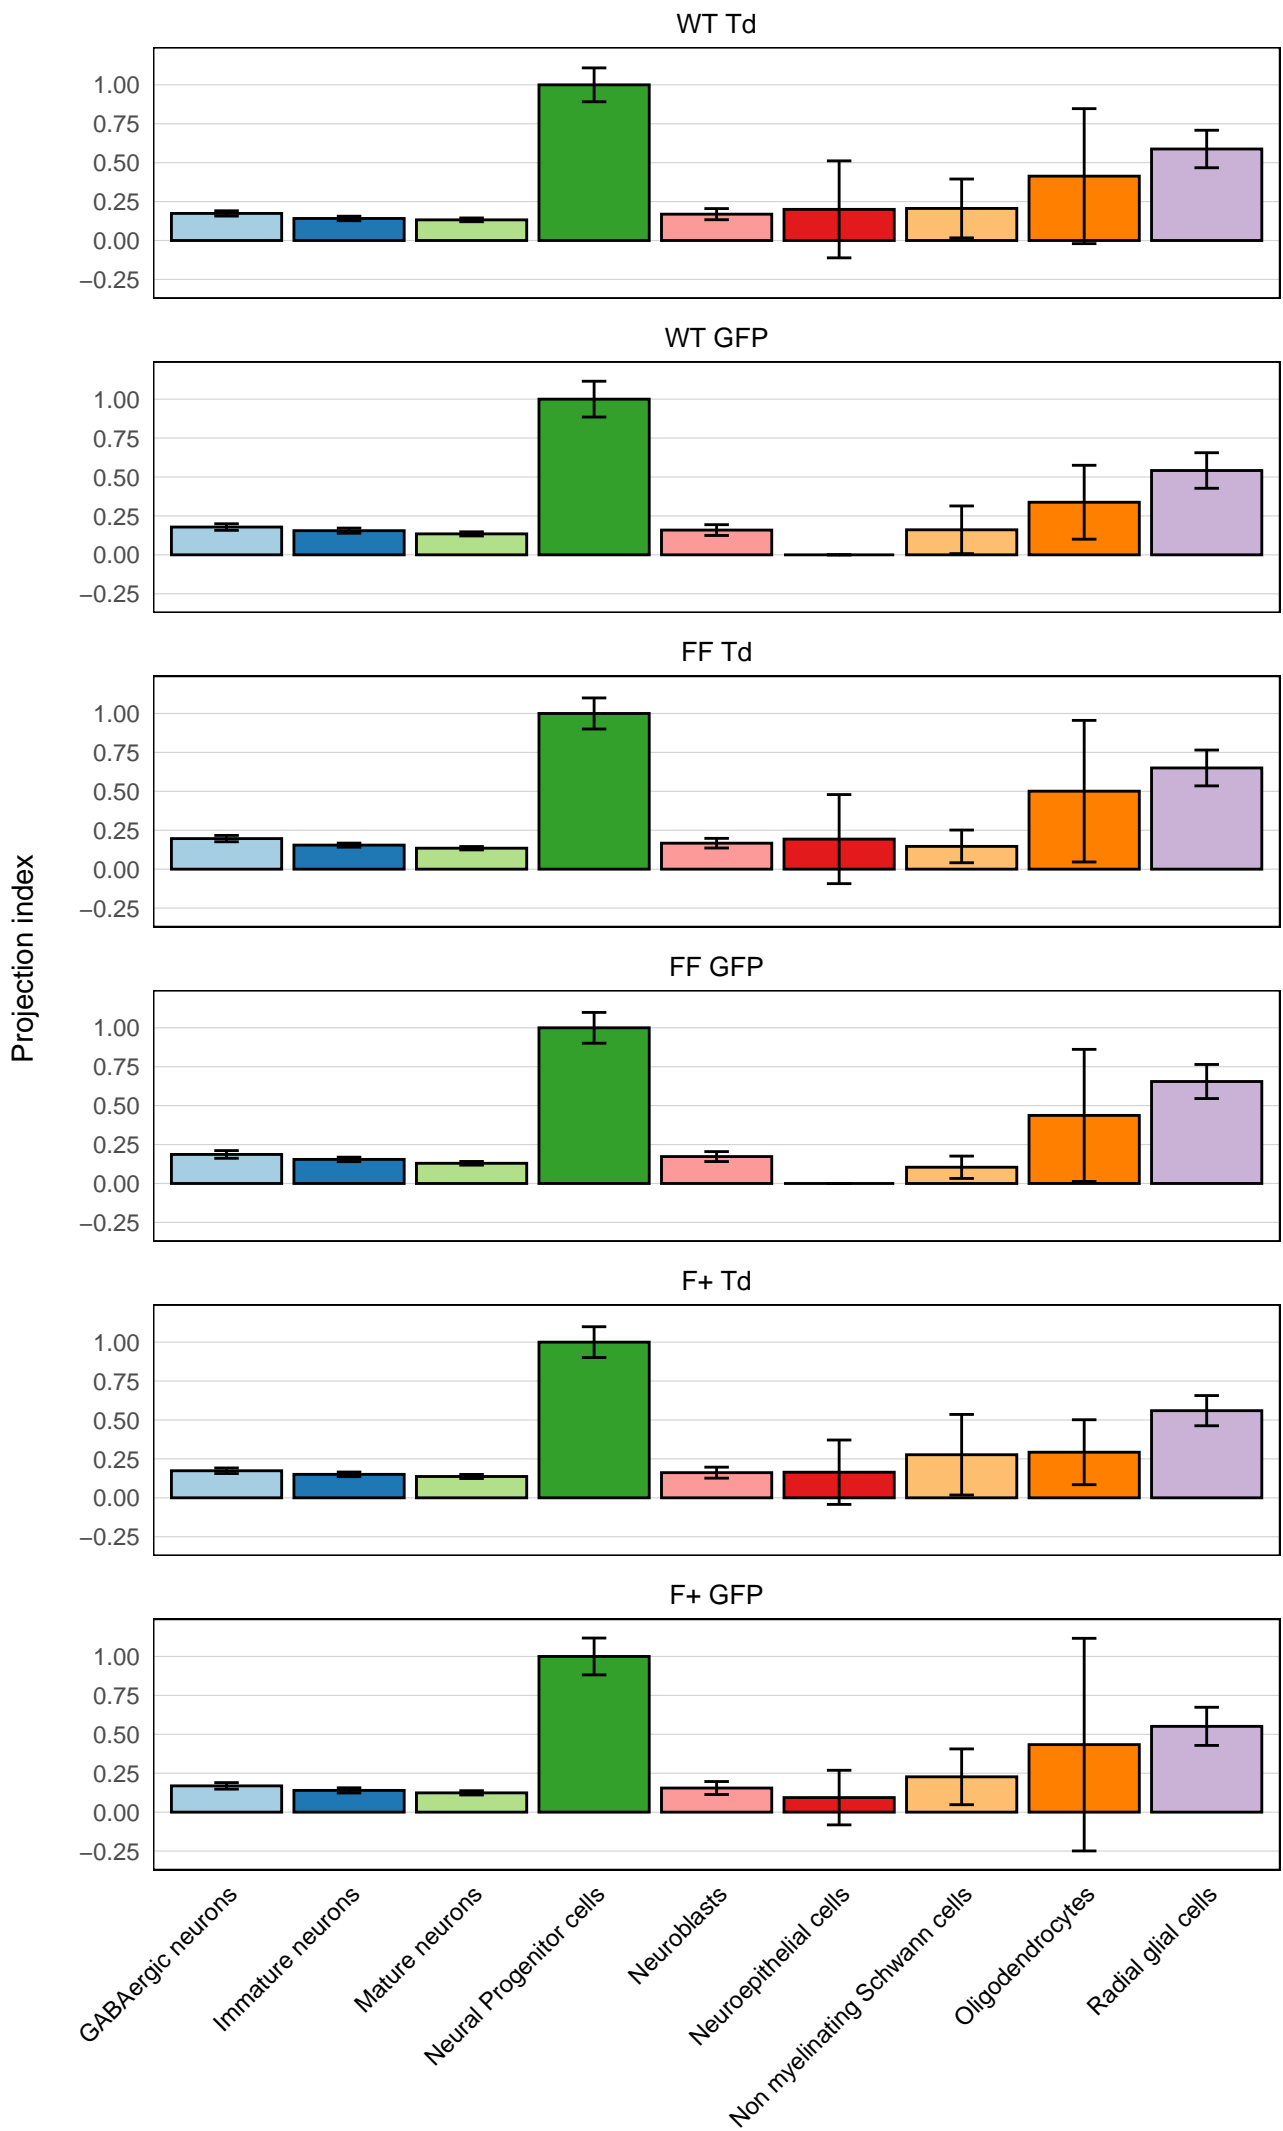 WT Td
1.00
0.75
0.50
0.25
0.00
−0.25
WT GFP
1.00
0.75
0.50
0.25
0.00
−0.25
FF Td
1.00
0.75
0.50
0.25
0.00
−0.25
Projection index
FF GFP
1.00
0.75
0.50
0.25
0.00
−0.25
F+ Td
1.00
0.75
0.50
0.25
0.00
−0.25
F+ GFP
1.00
0.75
0.50
0.25
0.00
−0.25
GABAergic neurons
Immature neurons
Mature neurons
Neural Progenitor cells
Neuroblasts
Neuroepithelial cells
Non myelinating Schwann cells
Oligodendrocytes
Radial glial cells